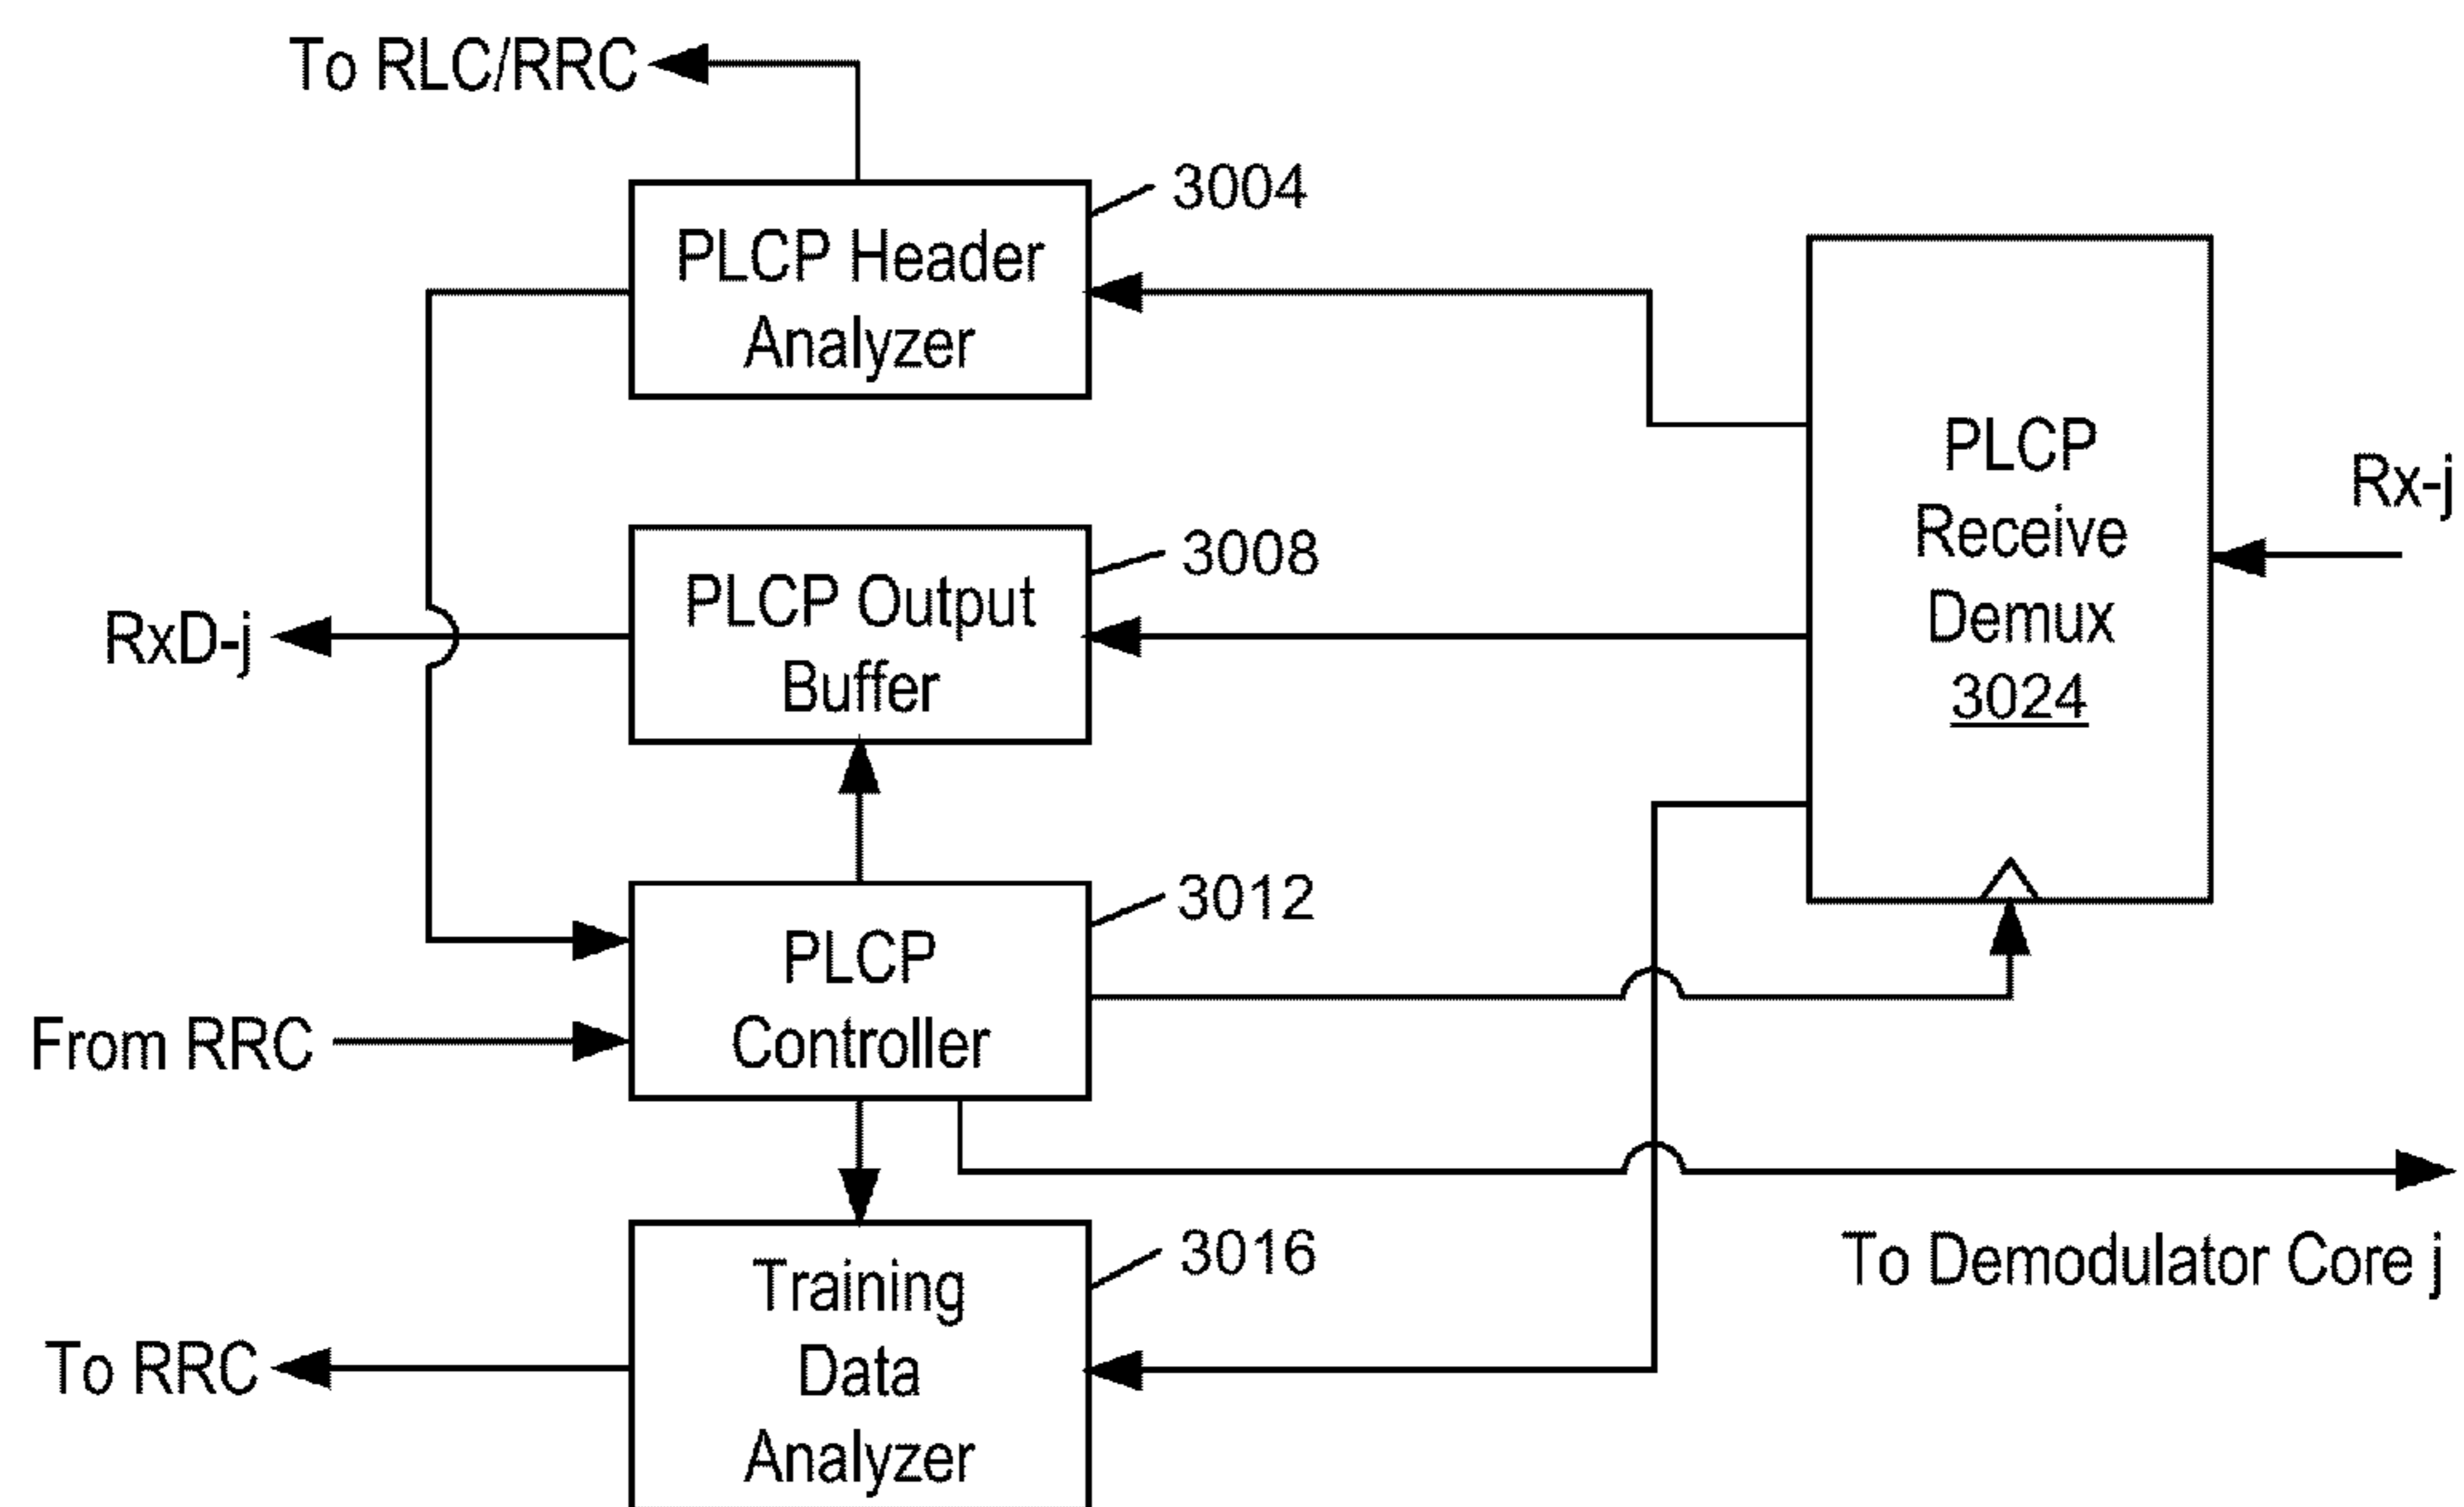 To RLC/RRC
3004
PLCP Header
Analyzer
PLCP
Receive
Demux
3024
Rx-j
3008
PLCP Output
Buffer
RxD-j
3012
PLCP
Controller
From RRC
3016
Training
Data
Analyzer
To RRC
To Demodulator Core j